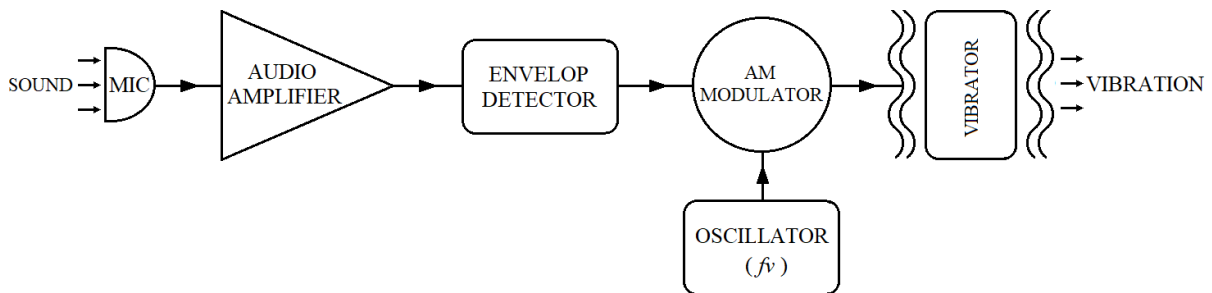 SOUND
MIC
AUDIO
AMPLIFIER
ENVELOP
DETECTOR
AM
MODULATOR
OSCILLATOR
( fv )
VIBRATOR
VIBRATION